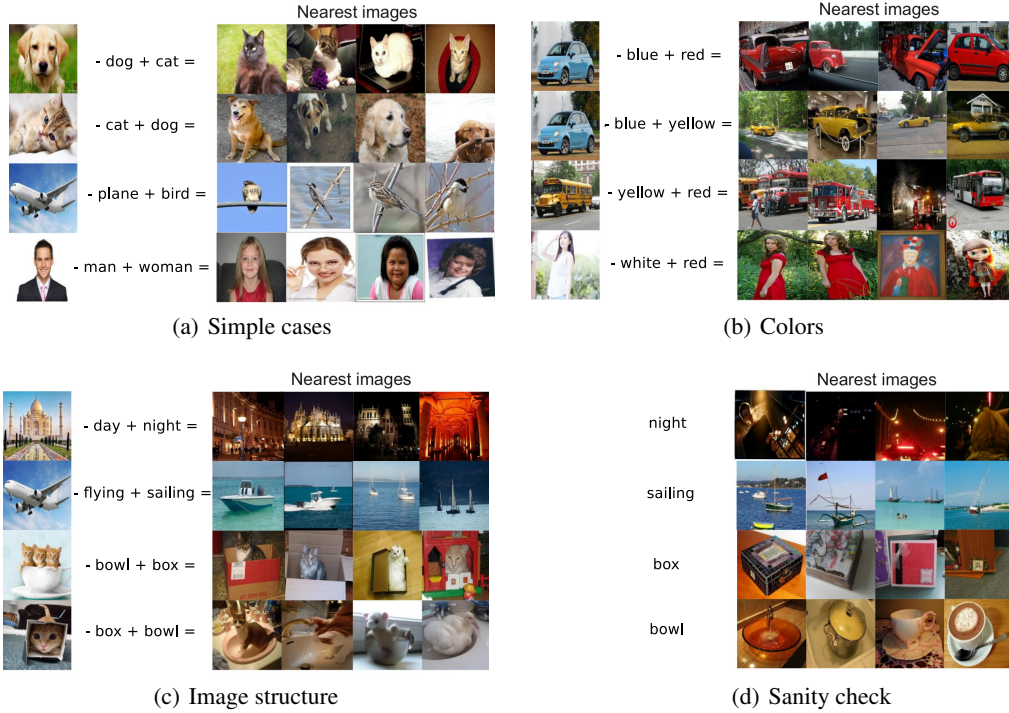 Nearest images
- dog + cat =
- cat + dog =
- plane + bird =
- man + woman =
(a) Simple cases
Nearest images
- blue + red =
- blue + yellow =
- yellow + red =
- white + red =
(b) Colors
Nearest images
- day + night =
- flying + sailing =
- bowl + box =
- box + bowl =
(c) Image structure
Nearest images
night
sailing
box
bowl
(d) Sanity check